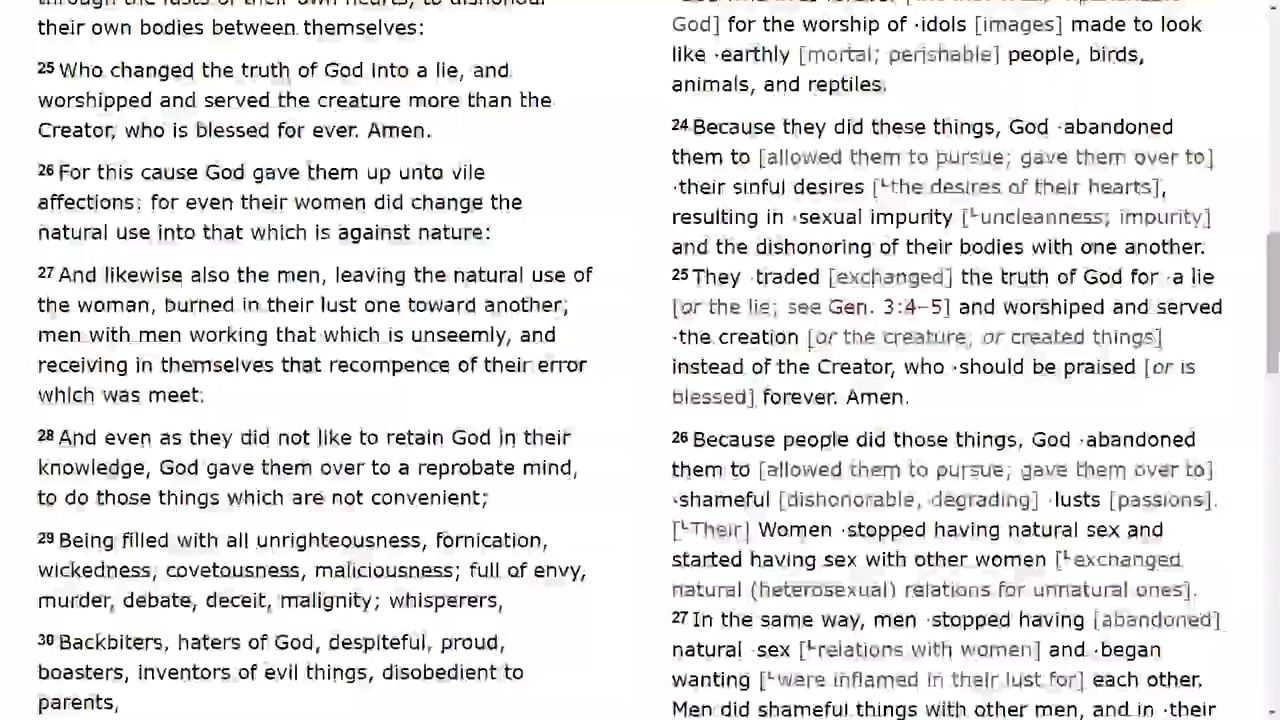 their own bodies between themselves:
25 Who changed the truth of God into a lie, and
worshipped and served the creature more than the
Creator, who is blessed for ever. Amen.
26 For this cause God gave them up unto vile
affections: for even their women did change the
natural use into that which is against nature:
27 And likewise also the men, leaving the natural use of
the woman, burned in their lust one toward another;
men with men working that which is unseemly, and
receiving in themselves that recompence of their error
which was meet.
28 And even as they did not like to retain God in their
knowledge, God gave them over to a reprobate mind,
to do those things which are not convenient;
29 Being filled with all unrighteousness, fornication,
wickedness, covetousness, maliciousness; full of envy,
murder, debate, deceit, malignity; whisperers,
30 Backbiters, haters of God, despiteful, proud,
boasters, inventors of evil things, disobedient to
parents,
God] for the worship of ·idols [images] made to look
like ·earthly [mortal; perishable] people, birds,
animals, and reptiles.
24 Because they did these things, God ·abandoned
them to [allowed them to pursue; gave them over to]
·their sinful desires [Lthe desires of their hearts],
resulting in ·sexual impurity [Luncleanness; impurity]
and the dishonoring of their bodies with one another.
25 They ·traded [exchanged] the truth of God for ·a lie
[or the lie; see Gen. 3:4–5] and worshiped and served
·the creation [or the creature; or created things]
instead of the Creator, who ·should be praised [or is
blessed] forever. Amen.
26 Because people did those things, God ·abandoned
them to [allowed them to pursue; gave them over to]
·shameful [dishonorable, degrading] ·lusts [passions].
[LTheir] Women ·stopped having natural sex and
started having sex with other women [Lexchanged
natural (heterosexual) relations for unnatural ones].
27 In the same way, men ·stopped having [abandoned]
natural ·sex [Lrelations with women] and ·began
wanting [Lwere inflamed in their lust for] each other.
Men did shameful things with other men, and in ·their